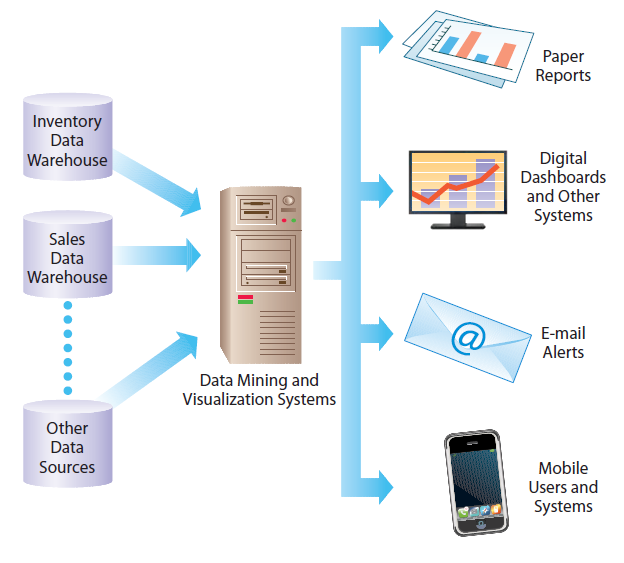 Paper
Reports
Inventory
Data
Warehouse
Digital
Dashboards
and Other
Systems
Sales
Data
Warehouse
@
E-mail
Alerts
Data Mining and
Visualization Systems
Other
Data
Sources
Mobile
Users and
Systems